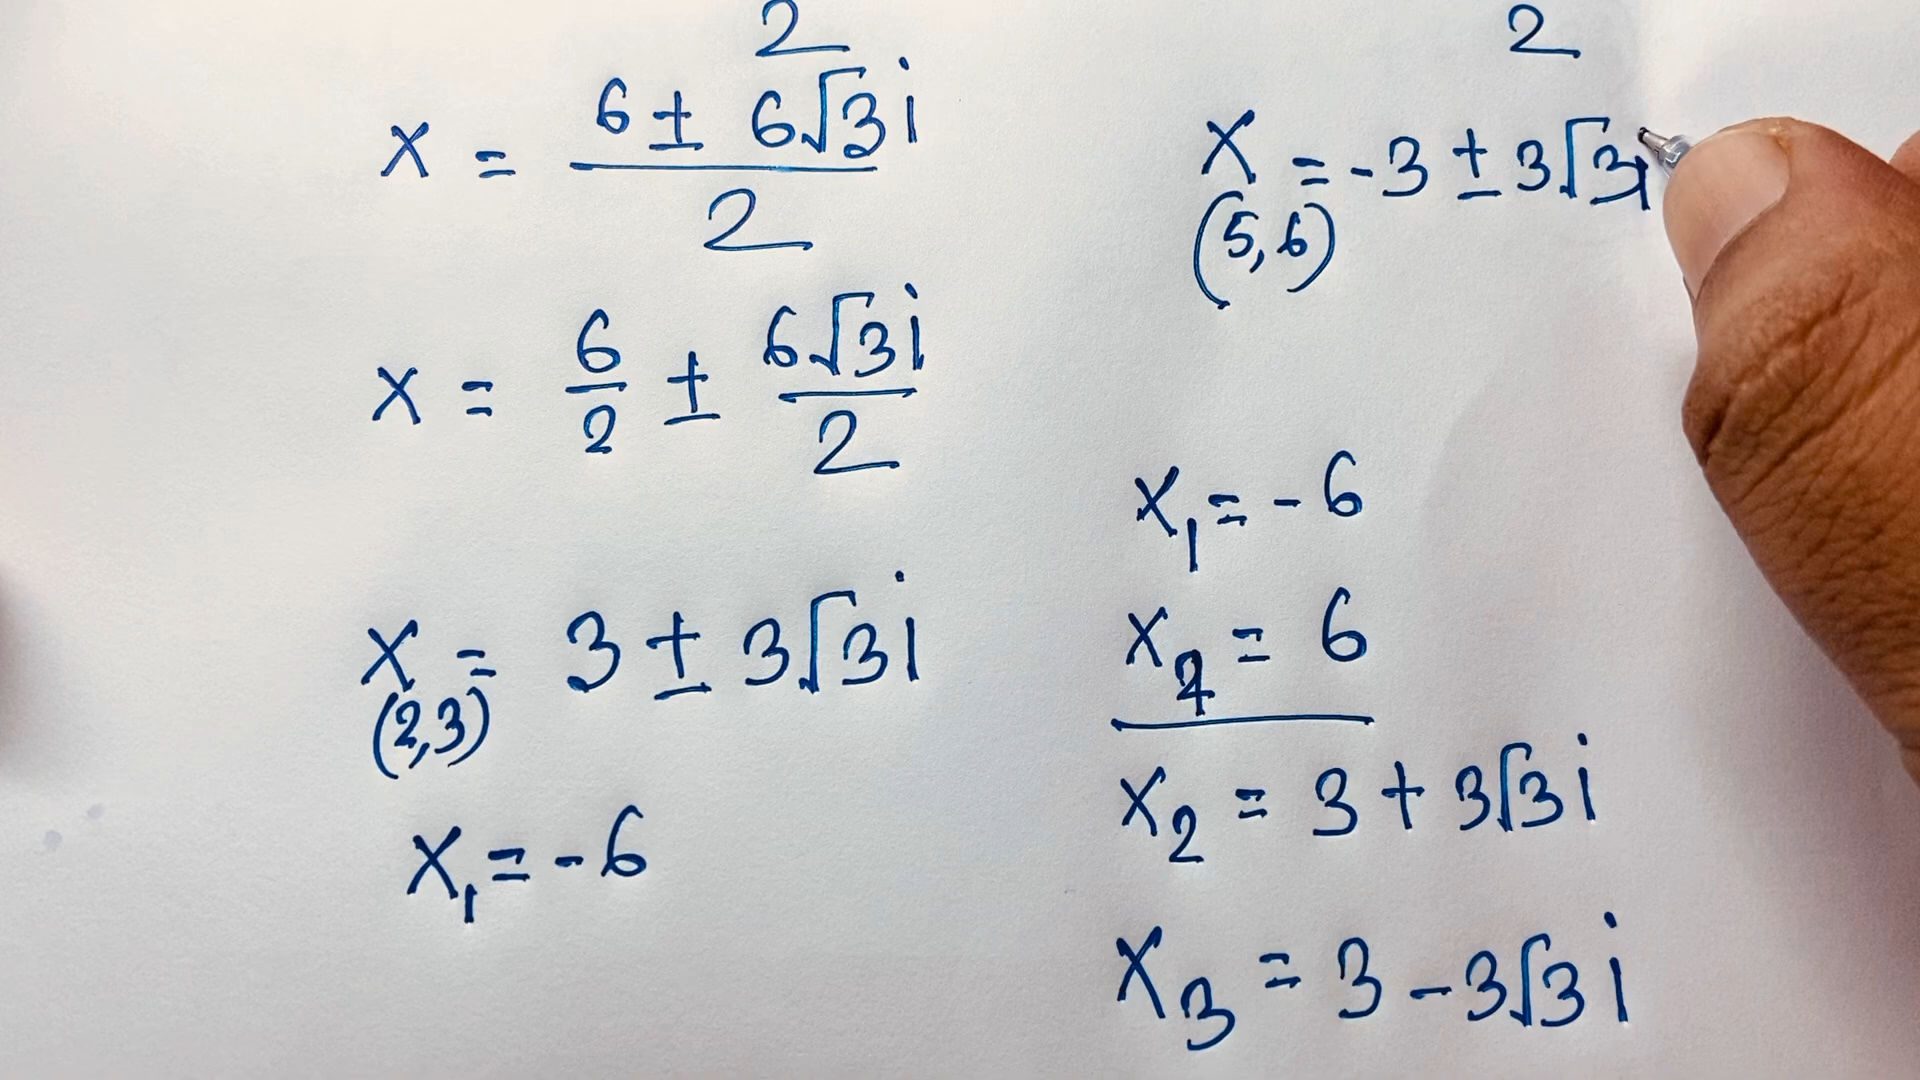 2
x = 6 ± 6√3 i
2
x = 6/2 ± 6√3 i/2
x(2,3) = 3 ± 3√3 i
x₁ = -6
2
x(5,6) = -3 ± 3√3 i
x₁ = -6
x₄ = 6
x₂ = 3 + 3√3 i
x₃ = 3 - 3√3 i